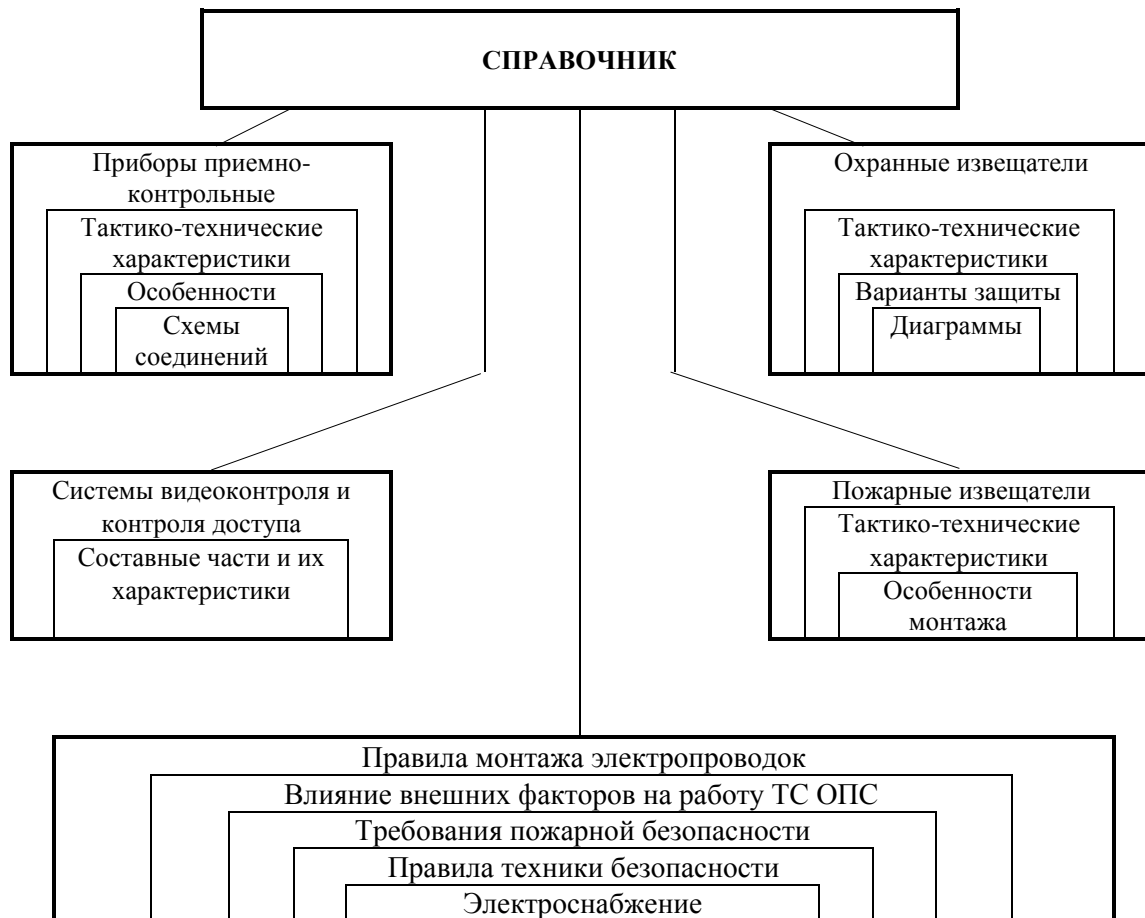 СПРАВОЧНИК
Приборы приемно-
контрольные
Тактико-технические
характеристики
Особенности
Схемы
соединений
Охранные извещатели
Тактико-технические
характеристики
Варианты защиты
Диаграммы
Системы видеоконтроля и
контроля доступа
Составные части и их
характеристики
Пожарные извещатели
Тактико-технические
характеристики
Особенности
монтажа
Правила монтажа электропроводок
Влияние внешних факторов на работу ТС ОПС
Требования пожарной безопасности
Правила техники безопасности
Электроснабжение